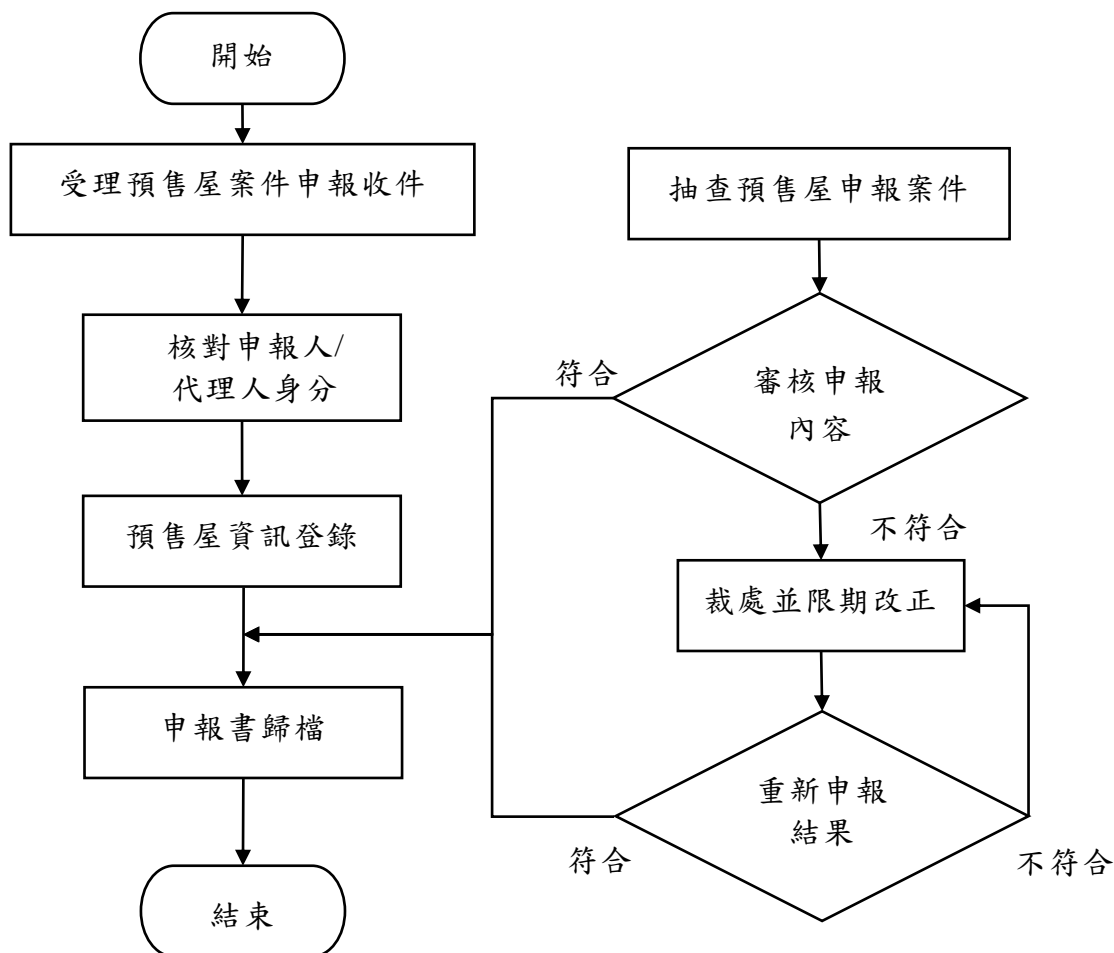 開始
受理預售屋案件申報收件
核對申報人/
代理人身分
預售屋資訊登錄
申報書歸檔
結束
抽查預售屋申報案件
審核申報
內容
符合
不符合
裁處並限期改正
重新申報
結果
符合
不符合